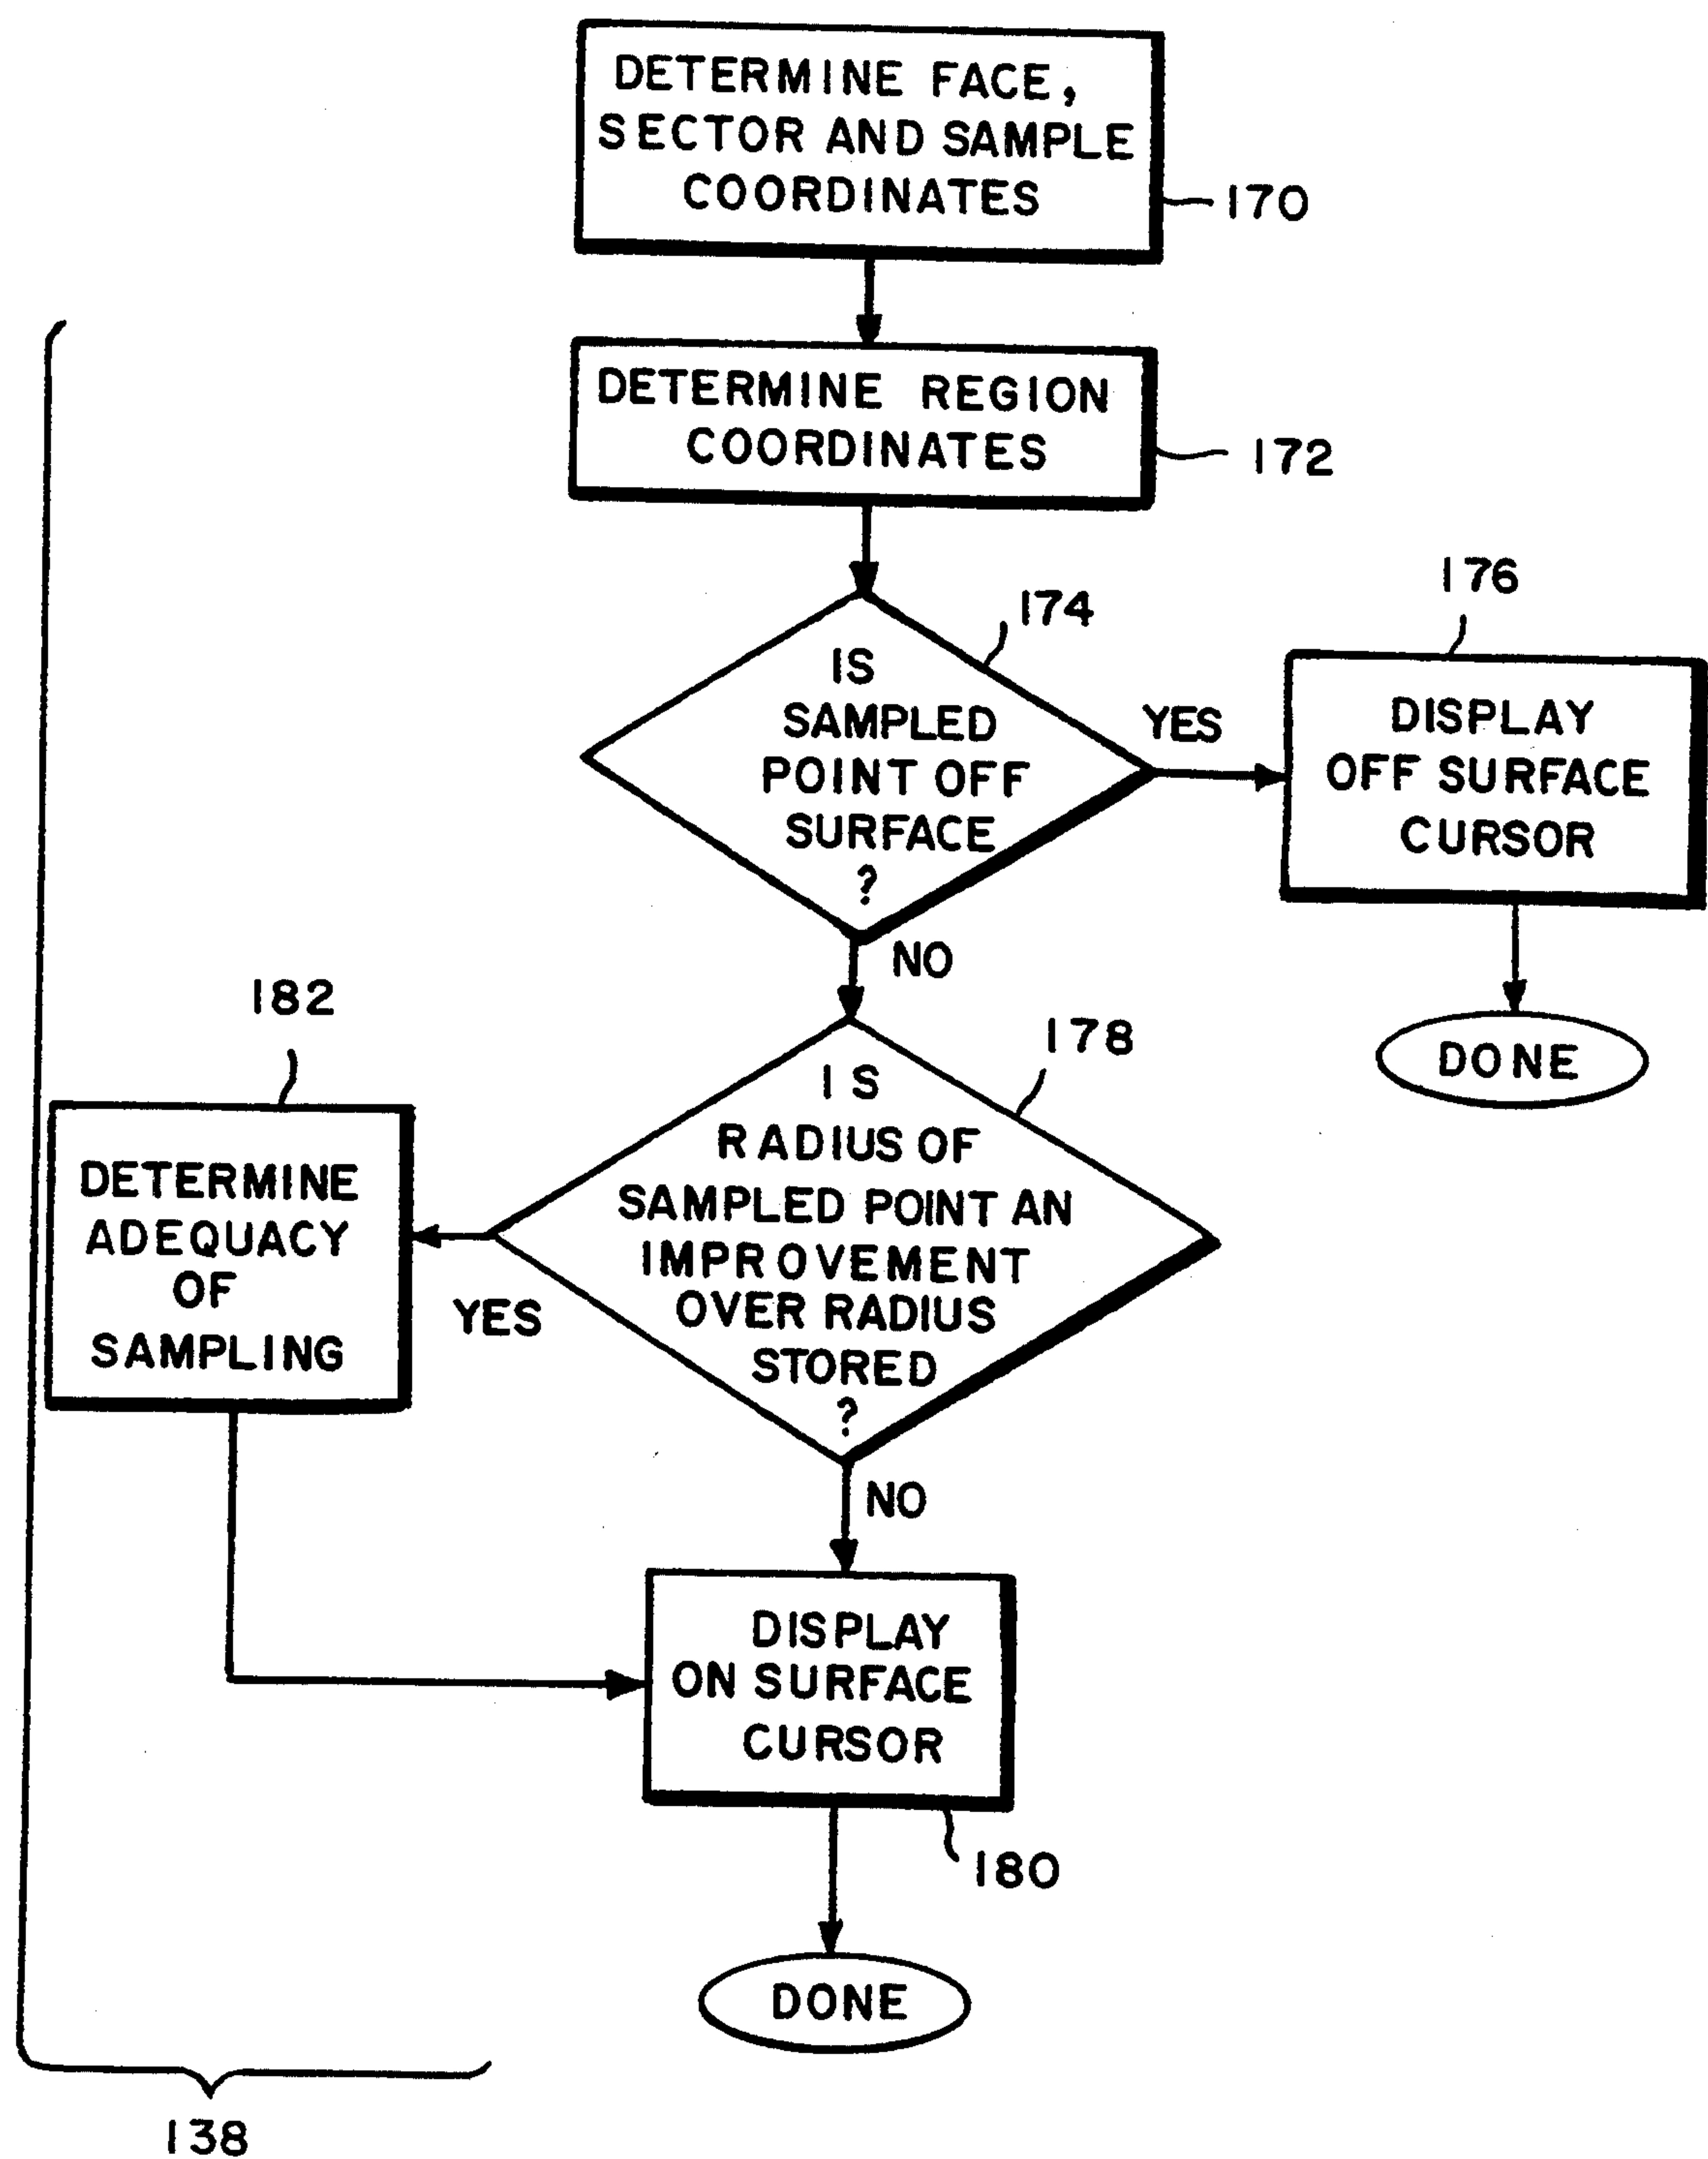 DETERMINE FACE,
SECTOR AND SAMPLE
COORDINATES
170
DETERMINE REGION
COORDINATES
172
174
IS
SAMPLED
POINT OFF
SURFACE
?
YES
176
DISPLAY
OFF SURFACE
CURSOR
DONE
NO
178
IS
RADIUS OF
SAMPLED POINT AN
IMPROVEMENT
OVER RADIUS
STORED
?
YES
182
DETERMINE
ADEQUACY
OF
SAMPLING
NO
DISPLAY
ON SURFACE
CURSOR
180
DONE
138